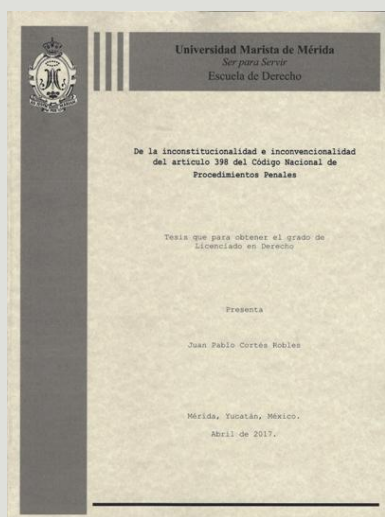 Universidad Marista de Mérida
Ser para Servir
Escuela de Derecho
De la inconstitucionalidad e inconvencionalidad
del artículo 398 del Código Nacional de
Procedimientos Penales
Tesis que para obtener el grado de
Licenciado en Derecho
Presenta
Juan Pablo Cortés Robles
Mérida, Yucatán, México.
Abril de 2017.